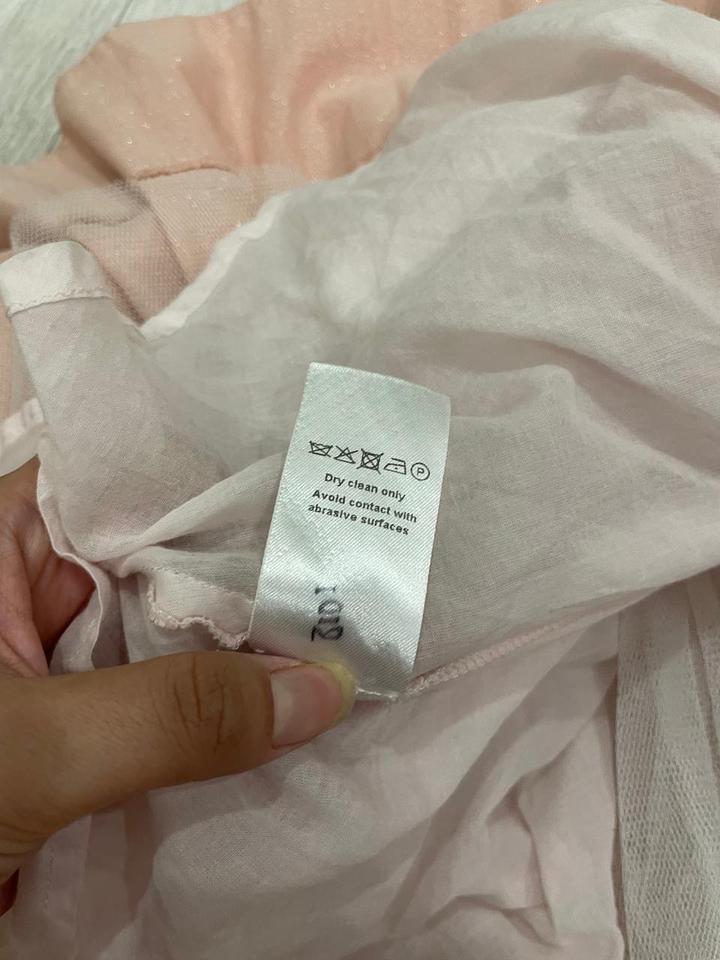 P
Dry clean only
Avoid contact with
abrasive surfaces